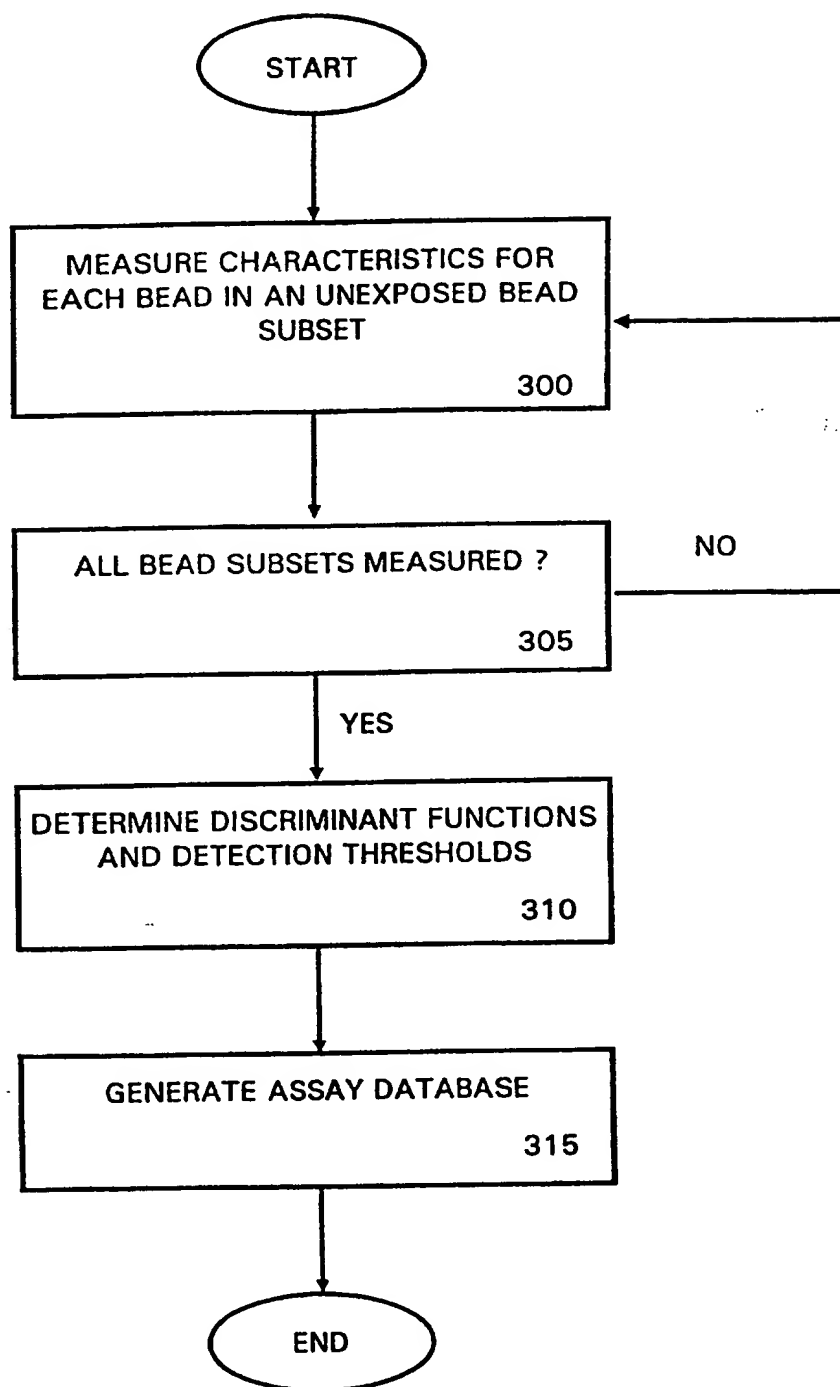 START
MEASURE CHARACTERISTICS FOR
EACH BEAD IN AN UNEXPOSED BEAD
SUBSET
300
ALL BEAD SUBSETS MEASURED ?
305
NO
YES
DETERMINE DISCRIMINANT FUNCTIONS
AND DETECTION THRESHOLDS
310
GENERATE ASSAY DATABASE
315
END